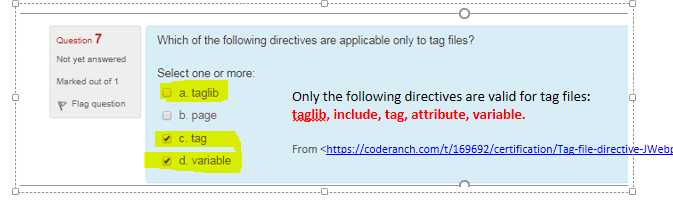 Question 7
Not yet answered
Marked out of 1
Flag question
Which of the following directives are applicable only to tag files?
Select one or more:
a. taglib
b. page
c. tag
d. variable
Only the following directives are valid for tag files:
taglib, include, tag, attribute, variable.
From <https://coderanch.com/t/169692/certification/Tag-file-directive-JWebp